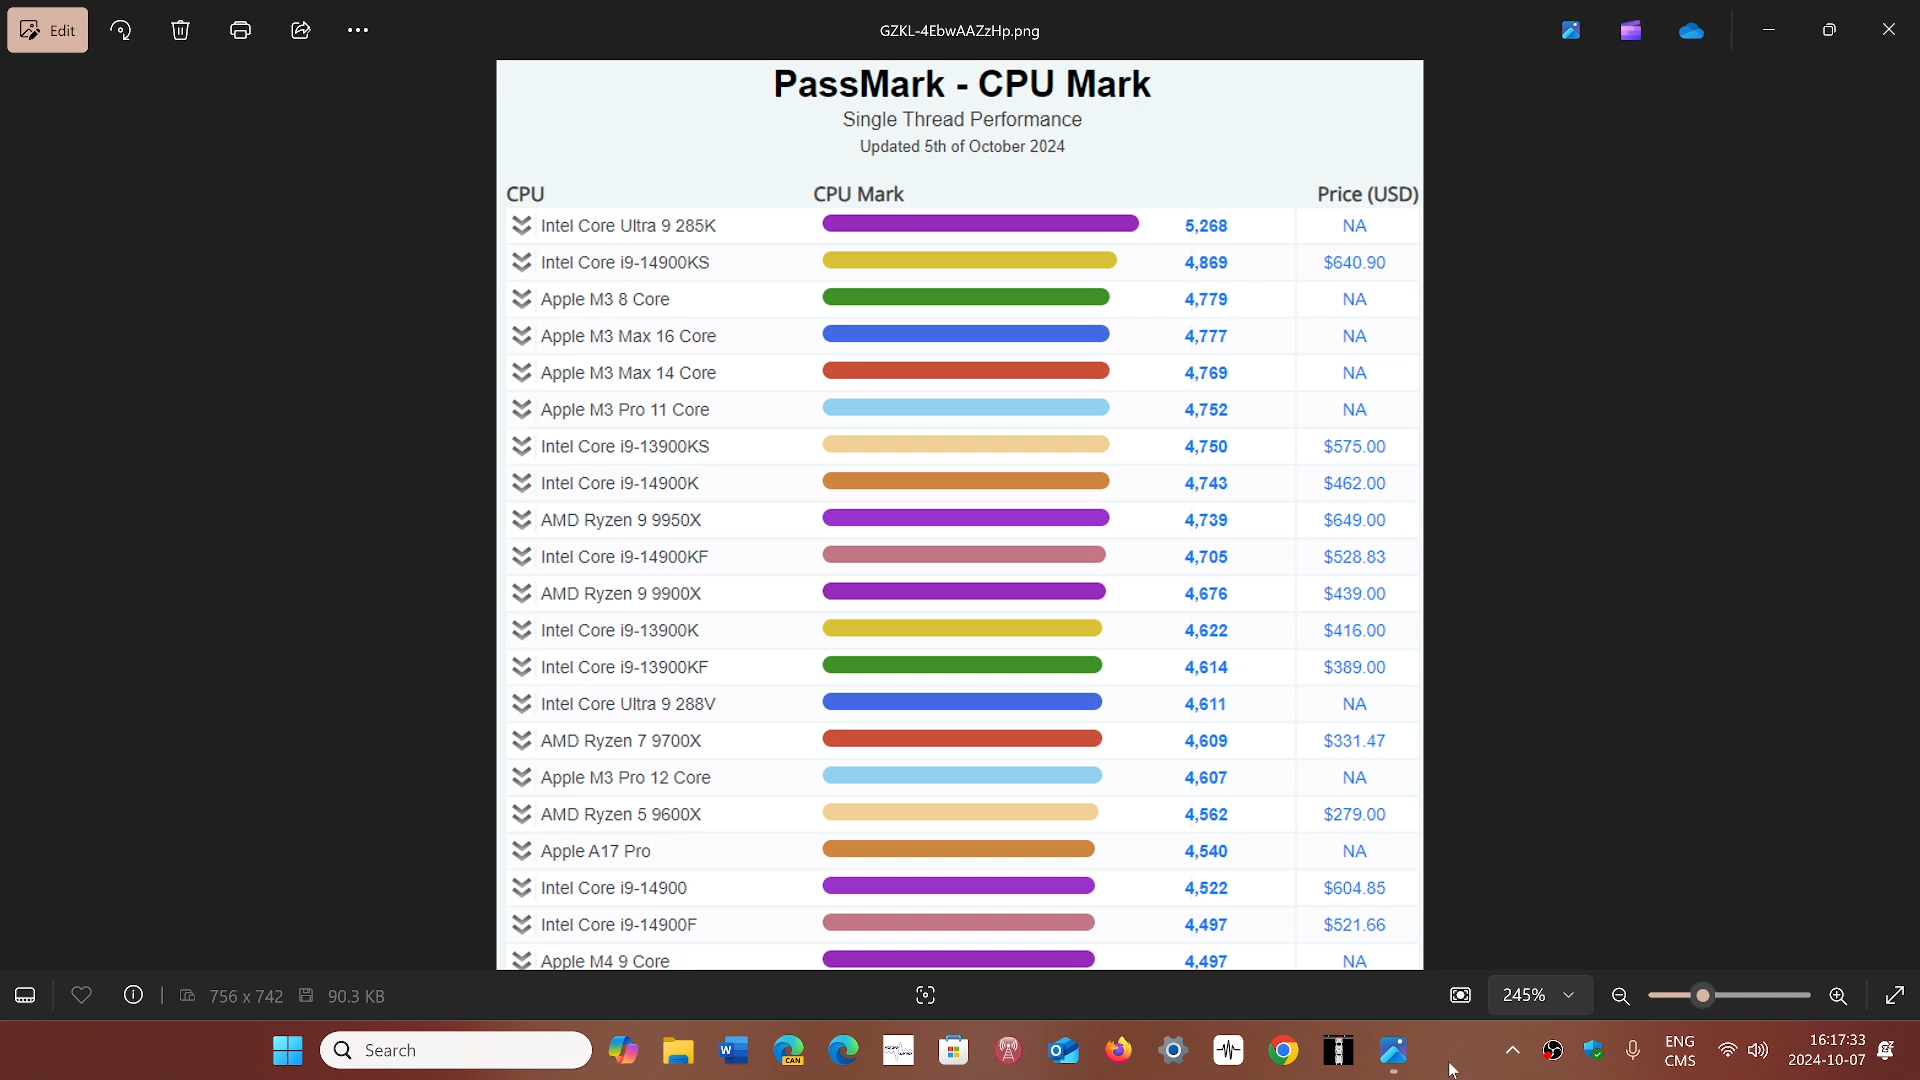 Edit
GZKL-4EbwAAZzHp.png
PassMark - CPU Mark
Single Thread Performance
Updated 5th of October 2024
CPU CPU Mark Price (USD)
Intel Core Ultra 9 285K 5,268 NA
Intel Core i9-14900KS 4,869 $640.90
Apple M3 8 Core 4,779 NA
Apple M3 Max 16 Core 4,777 NA
Apple M3 Max 14 Core 4,769 NA
Apple M3 Pro 11 Core 4,752 NA
Intel Core i9-13900KS 4,750 $575.00
Intel Core i9-14900K 4,743 $462.00
AMD Ryzen 9 9950X 4,739 $649.00
Intel Core i9-14900KF 4,705 $528.83
AMD Ryzen 9 9900X 4,676 $439.00
Intel Core i9-13900K 4,622 $416.00
Intel Core i9-13900KF 4,614 $389.00
Intel Core Ultra 9 288V 4,611 NA
AMD Ryzen 7 9700X 4,609 $331.47
Apple M3 Pro 12 Core 4,607 NA
AMD Ryzen 5 9600X 4,562 $279.00
Apple A17 Pro 4,540 NA
Intel Core i9-14900 4,522 $604.85
Intel Core i9-14900F 4,497 $521.66
Apple M4 9 Core 4,497 NA
756 x 742 90.3 KB 245%
Search
CAN
ENG
CMS
16:17:33
2024-10-07